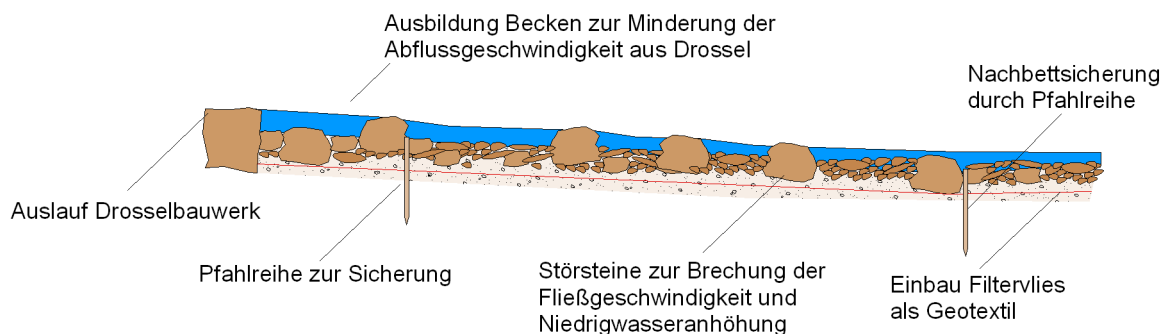 Ausbildung Becken zur Minderung der
Abflussgeschwindigkeit aus Drossel
Nachbettsicherung
durch Pfahlreihe
Auslauf Drosselbauwerk
Pfahlreihe zur Sicherung
Störsteine zur Brechung der
Fließgeschwindigkeit und
Niedrigwasseranhöhung
Einbau Filtervlies
als Geotextil